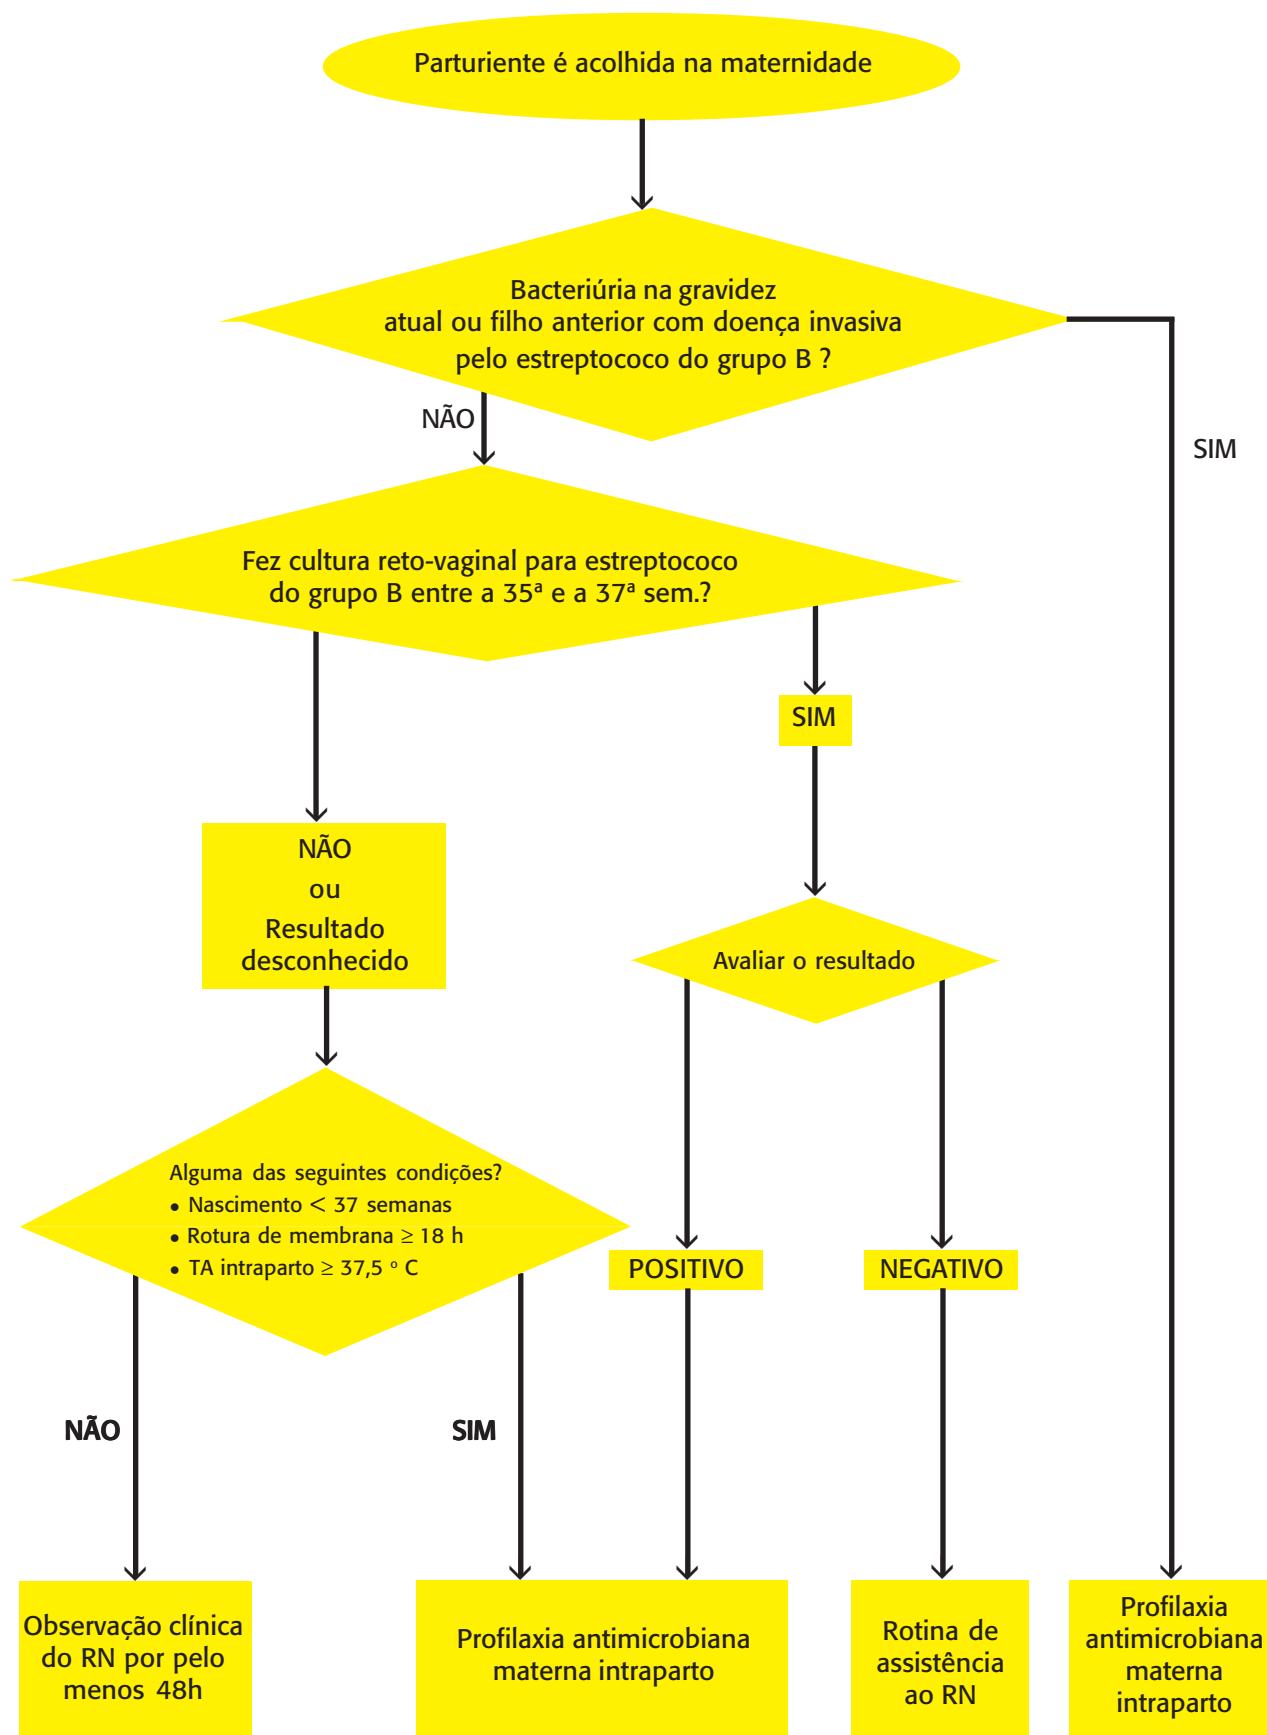 Parturiente é acolhida na maternidade
Bacteriúria na gravidez
atual ou filho anterior com doença invasiva
pelo estreptococo do grupo B ?
NÃO
SIM
Fez cultura reto-vaginal para estreptococo
do grupo B entre a 35ª e a 37ª sem.?
SIM
NÃO
ou
Resultado
desconhecido
Avaliar o resultado
Alguma das seguintes condições?
• Nascimento < 37 semanas
• Rotura de membrana ≥ 18 h
• TA intraparto ≥ 37,5 º C
POSITIVO
NEGATIVO
NÃO
SIM
Observação clínica
do RN por pelo
menos 48h
Profilaxia antimicrobiana
materna intraparto
Rotina de
assistência
ao RN
Profilaxia
antimicrobiana
materna
intraparto